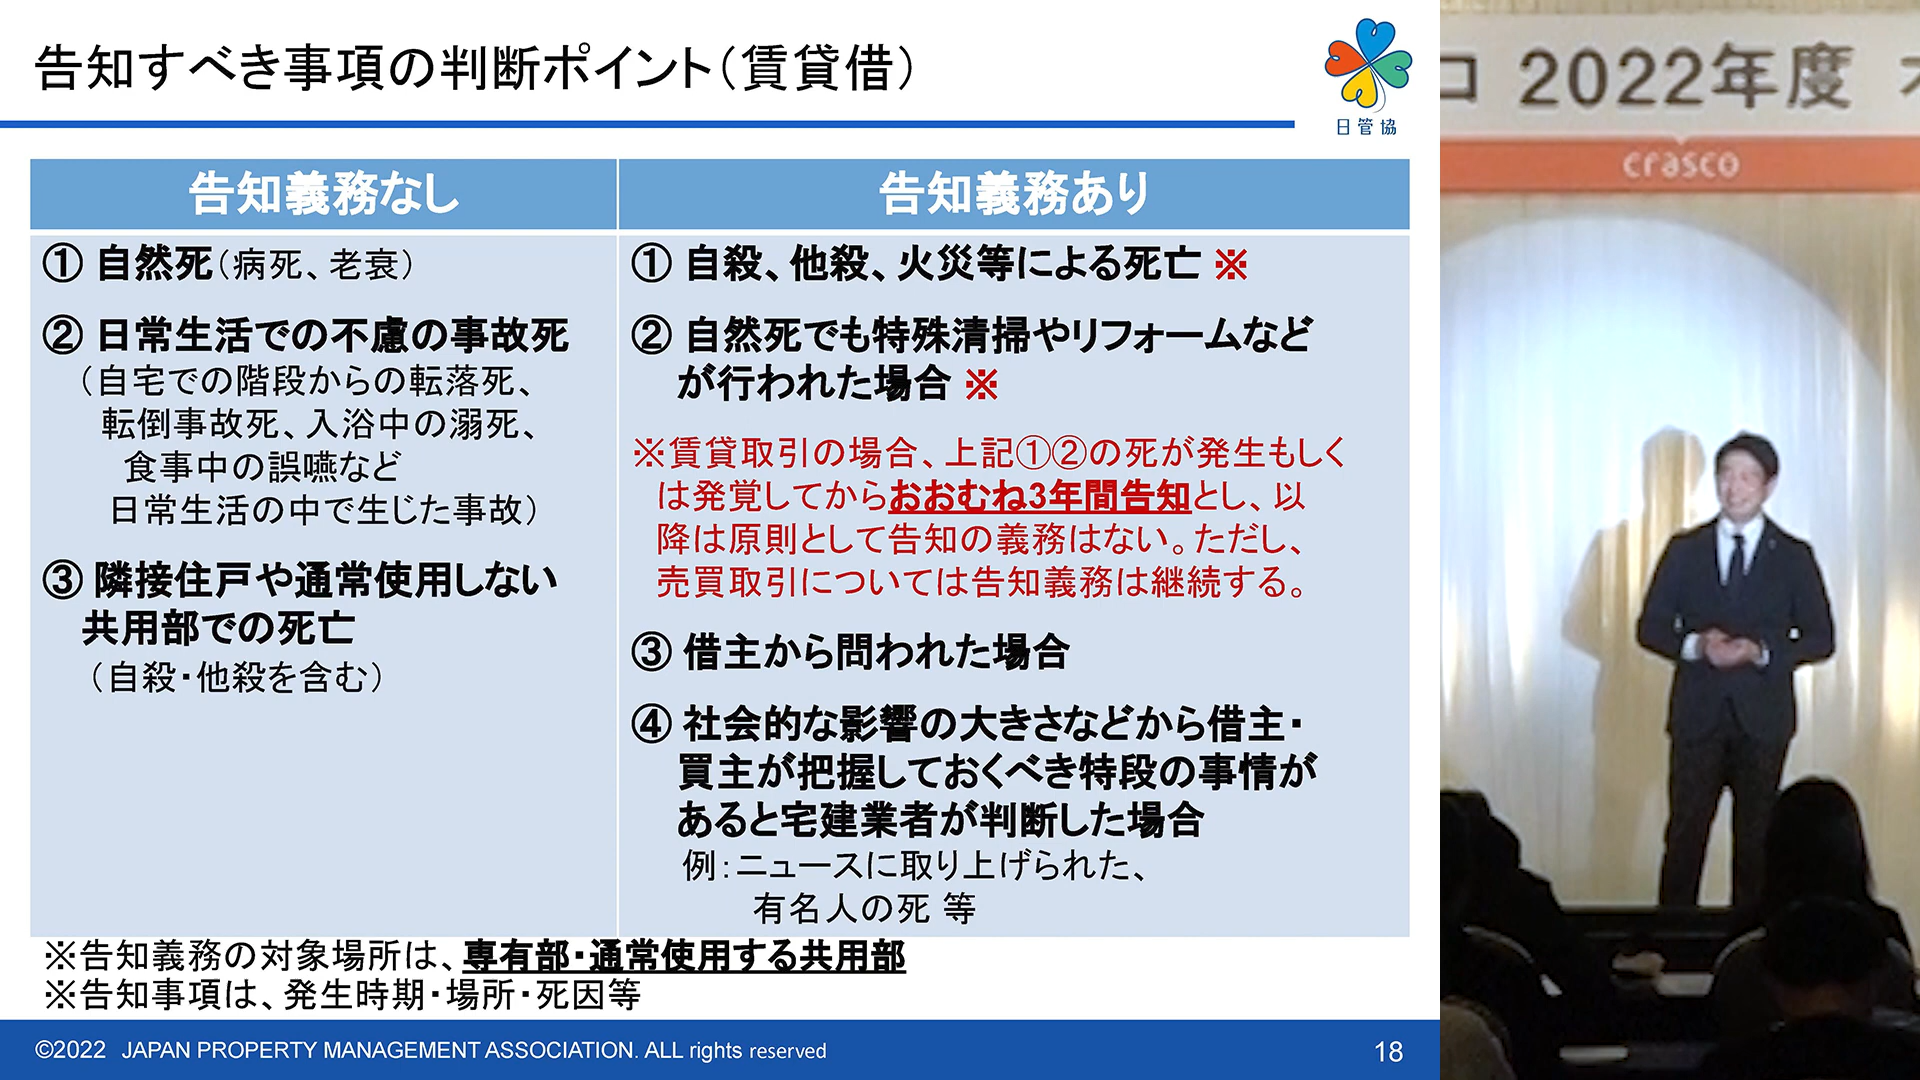 告知すべき事項の判断ポイント（賃貸借）
日管協
告知義務なし
① 自然死（病死、老衰）
② 日常生活での不慮の事故死
（自宅での階段からの転落死、
転倒事故死、入浴中の溺死、
食事中の誤嚥など
日常生活の中で生じた事故）
③ 隣接住戸や通常使用しない
共用部での死亡
（自殺・他殺を含む）
告知義務あり
① 自殺、他殺、火災等による死亡 ※
② 自然死でも特殊清掃やリフォームなど
が行われた場合 ※
※賃貸取引の場合、上記①②の死が発生もしく
は発覚してからおおむね3年間告知とし、以
降は原則として告知の義務はない。ただし、
売買取引については告知義務は継続する。
③ 借主から問われた場合
④ 社会的な影響の大きさなどから借主・
買主が把握しておくべき特段の事情が
あると宅建業者が判断した場合
例：ニュースに取り上げられた、
有名人の死 等
※告知義務の対象場所は、専有部・通常使用する共用部
※告知事項は、発生時期・場所・死因等
©2022 JAPAN PROPERTY MANAGEMENT ASSOCIATION. ALL rights reserved
18
コ 2022年度
crasco